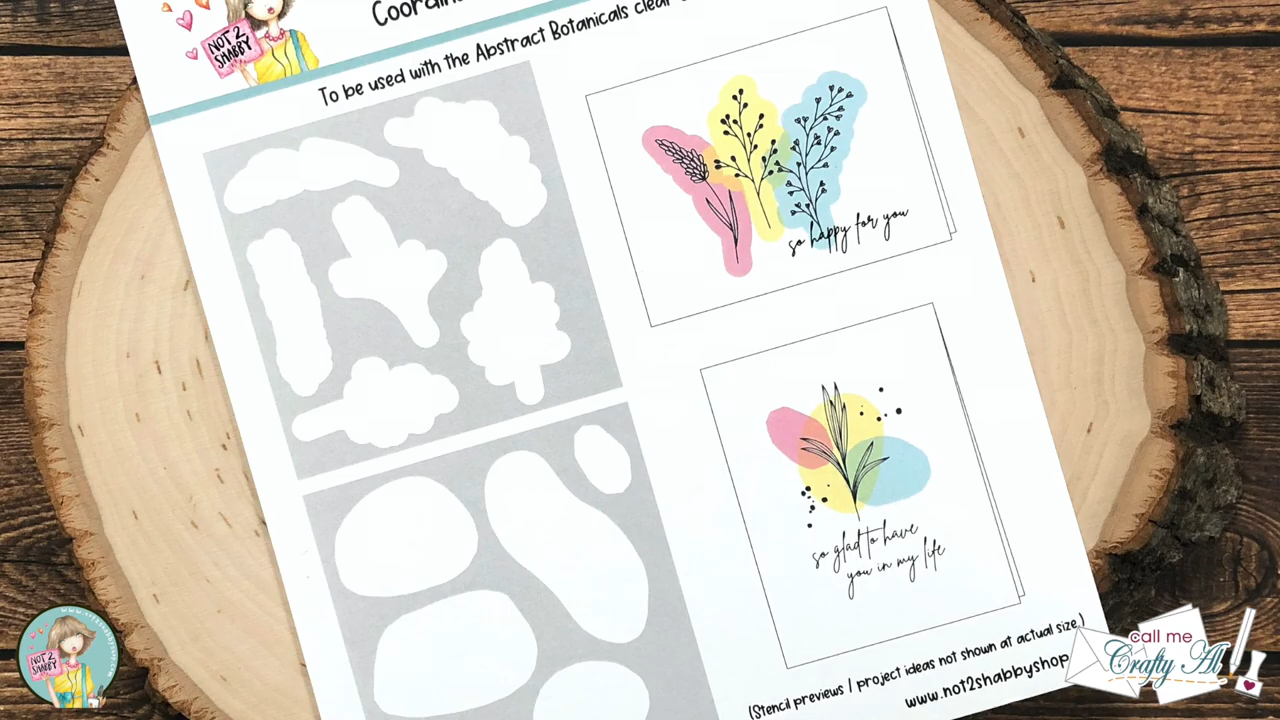 NOT 2
SHABBY
To be used with the Abstract Botanicals clear
so happy for you
so glad to have
you in my life
(Stencil previews / project ideas not shown at actual size.)
www.not2shabbyshop
NOT 2
SHABBY
call me
Crafty Al